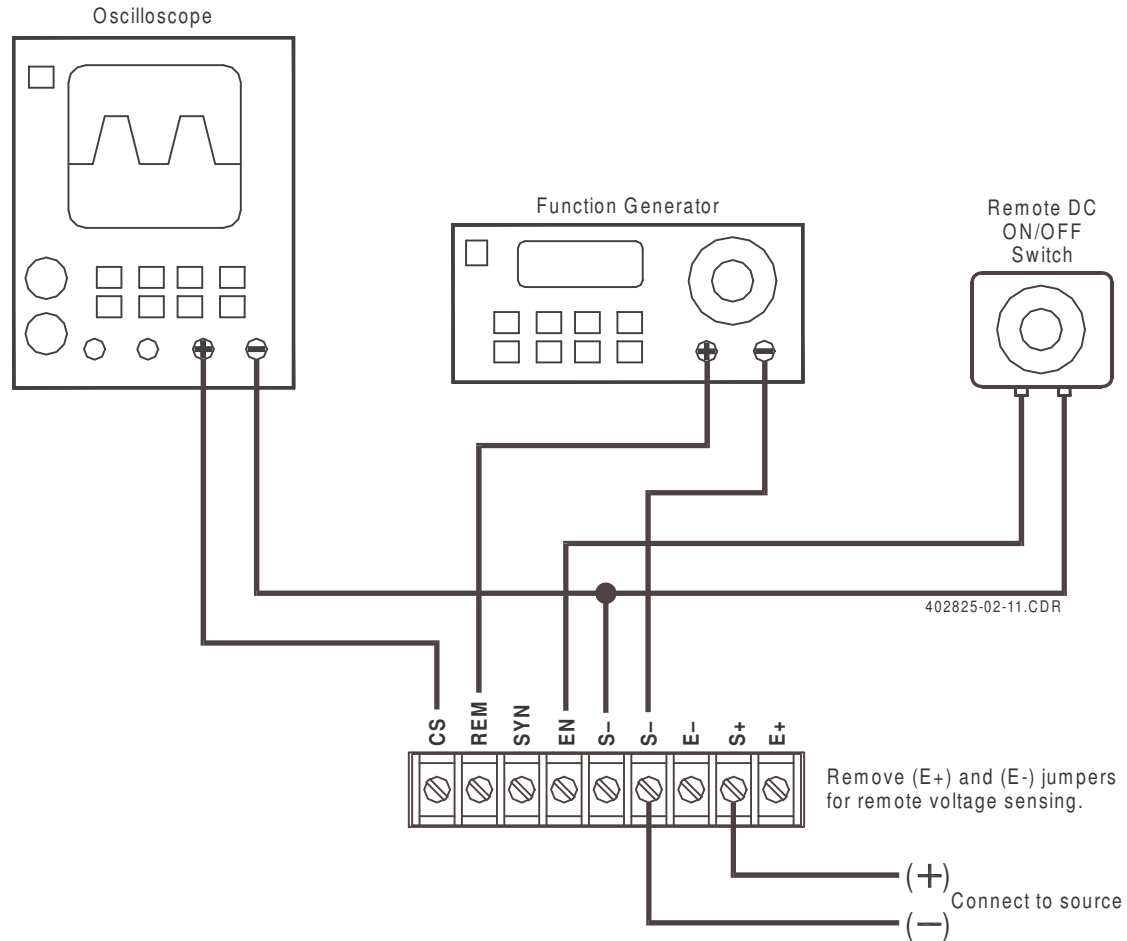 Oscilloscope
Function Generator
Remote DC
ON/OFF
Switch
402825-02-11.CDR
CS
REM
SYN
EN
S–
S–
E–
S+
E+
Remove (E+) and (E-) jumpers
for remote voltage sensing.
(+)
Connect to source
(–)